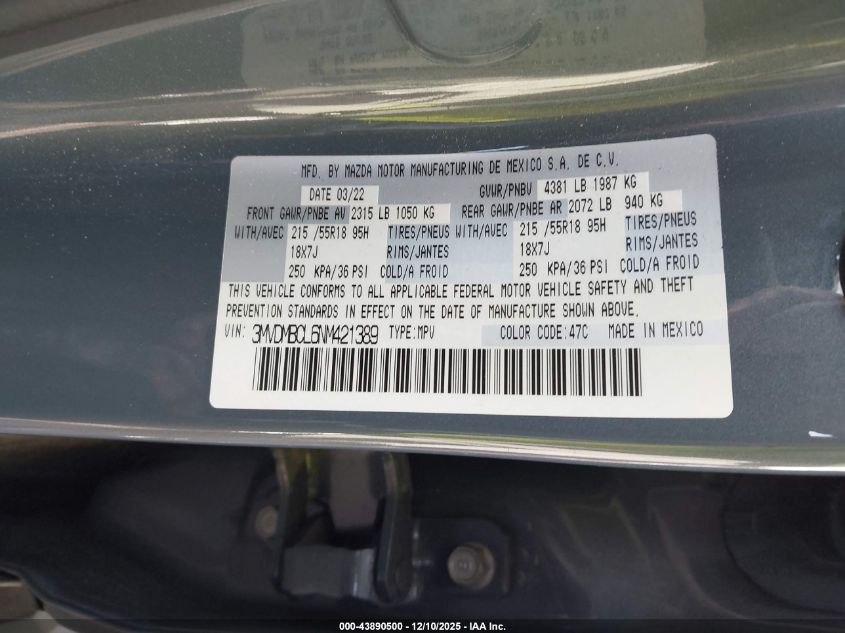 MFD. BY MAZDA MOTOR MANUFACTURING DE MEXICO S.A. DE C.V.
DATE 03/22 GVWR/PNBV 4381 LB 1987 KG
FRONT GAWR/PNBE AV 2315 LB 1050 KG REAR GAWR/PNBE AR 2072 LB 940 KG
WITH/AVEC 215 /55R18 95H TIRES/PNEUS WITH/AVEC 215 /55R18 95H TIRES/PNEUS
18X7J RIMS/JANTES 18X7J RIMS/JANTES
250 KPA/36 PSI COLD/A FROID 250 KPA/36 PSI COLD/A FROID
THIS VEHICLE CONFORMS TO ALL APPLICABLE FEDERAL MOTOR VEHICLE SAFETY AND THEFT
PREVENTION STANDARDS IN EFFECT ON THE DATE OF MANUFACTURE SHOWN ABOVE.
VIN: 3MVDMBCL6NM421389 TYPE:MPV COLOR CODE:47C MADE IN MEXICO
000-43890500 - 12/10/2025 - IAA Inc.